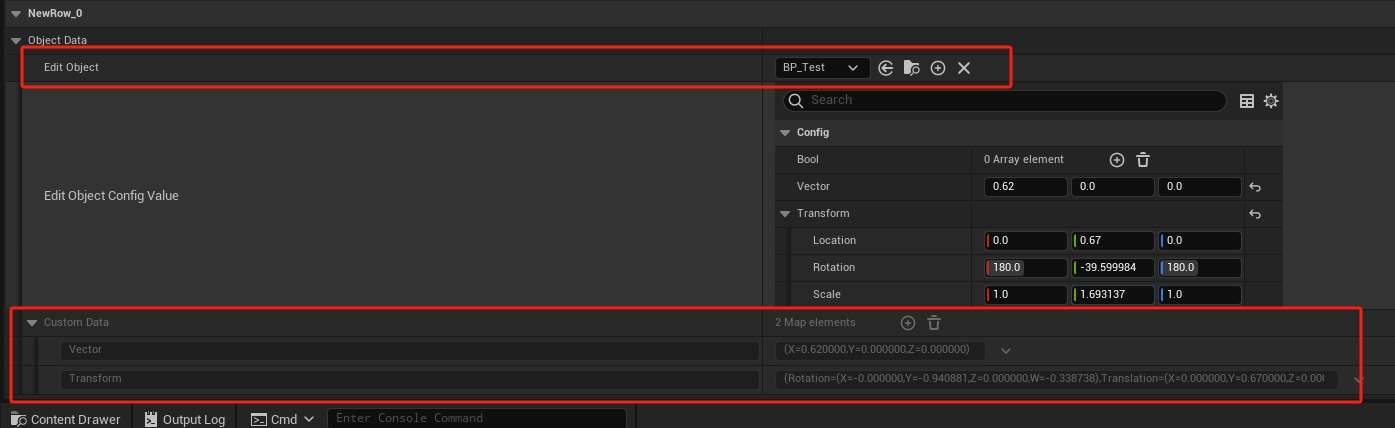 NewRow_0
Object Data
Edit Object BP_Test
Search
Config
Bool 0 Array element
Vector 0.62 0.0 0.0
Edit Object Config Value
Transform
Location 0.0 0.67 0.0
Rotation 180.0 -39.599984 180.0
Scale 1.0 1.693137 1.0
Custom Data 2 Map elements
Vector (X=0.620000,Y=0.000000,Z=0.000000)
Transform (Rotation=(X=-0.000000,Y=-0.940881,Z=0.000000,W=-0.338738),Translation=(X=0.000000,Y=0.670000,Z=0.00
Content Drawer Output Log Cmd Enter Console Command